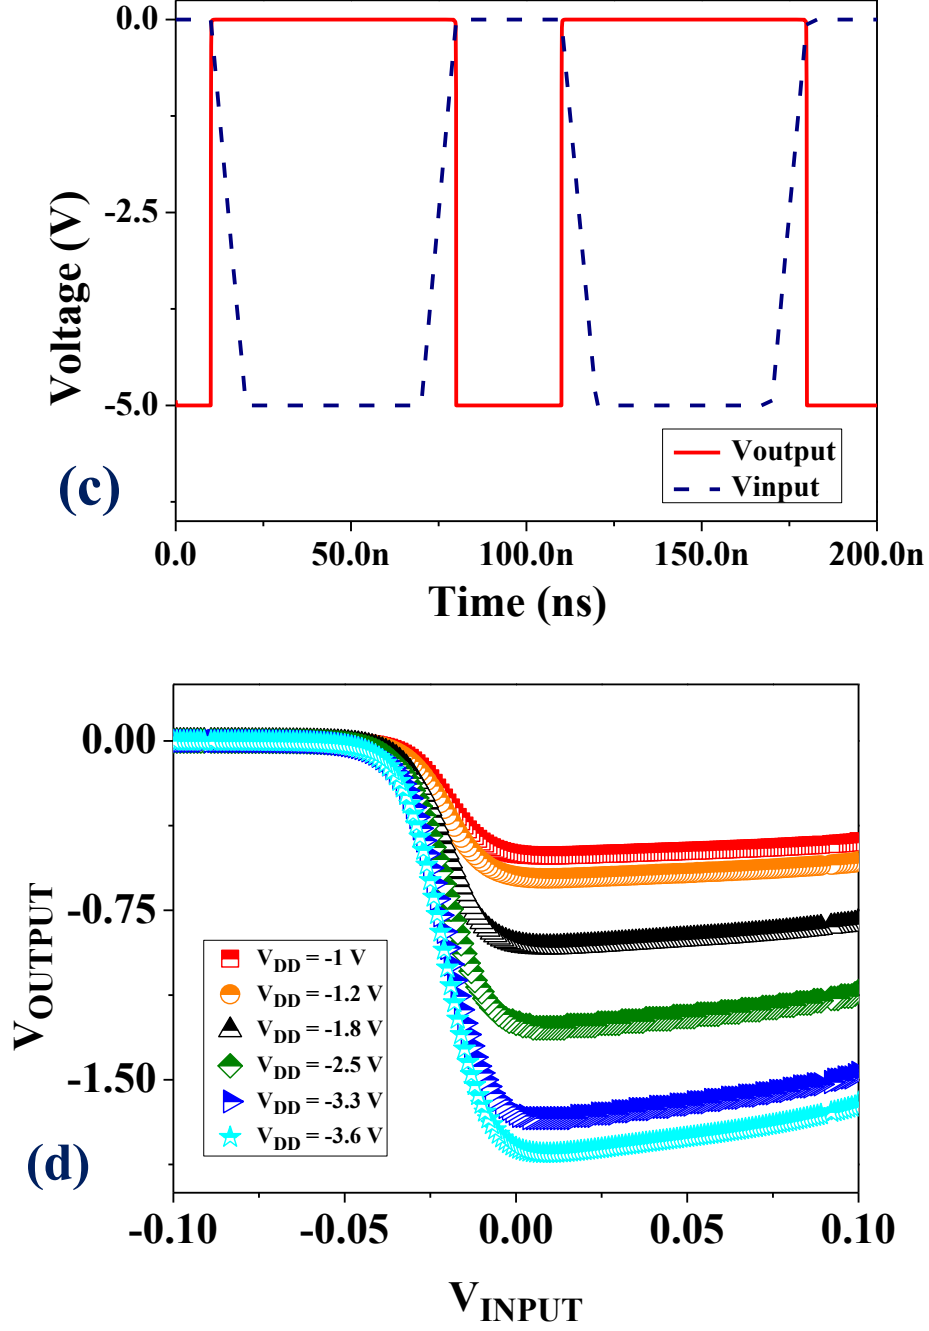 0.0
-2.5
-5.0
Voltage (V)
(c)
Voutput
Vinput
0.0 50.0n 100.0n 150.0n 200.0n
Time (ns)
0.00
-0.75
-1.50
VOUTPUT
VDD = -1 V
VDD = -1.2 V
VDD = -1.8 V
VDD = -2.5 V
VDD = -3.3 V
VDD = -3.6 V
(d)
-0.10 -0.05 0.00 0.05 0.10
VINPUT